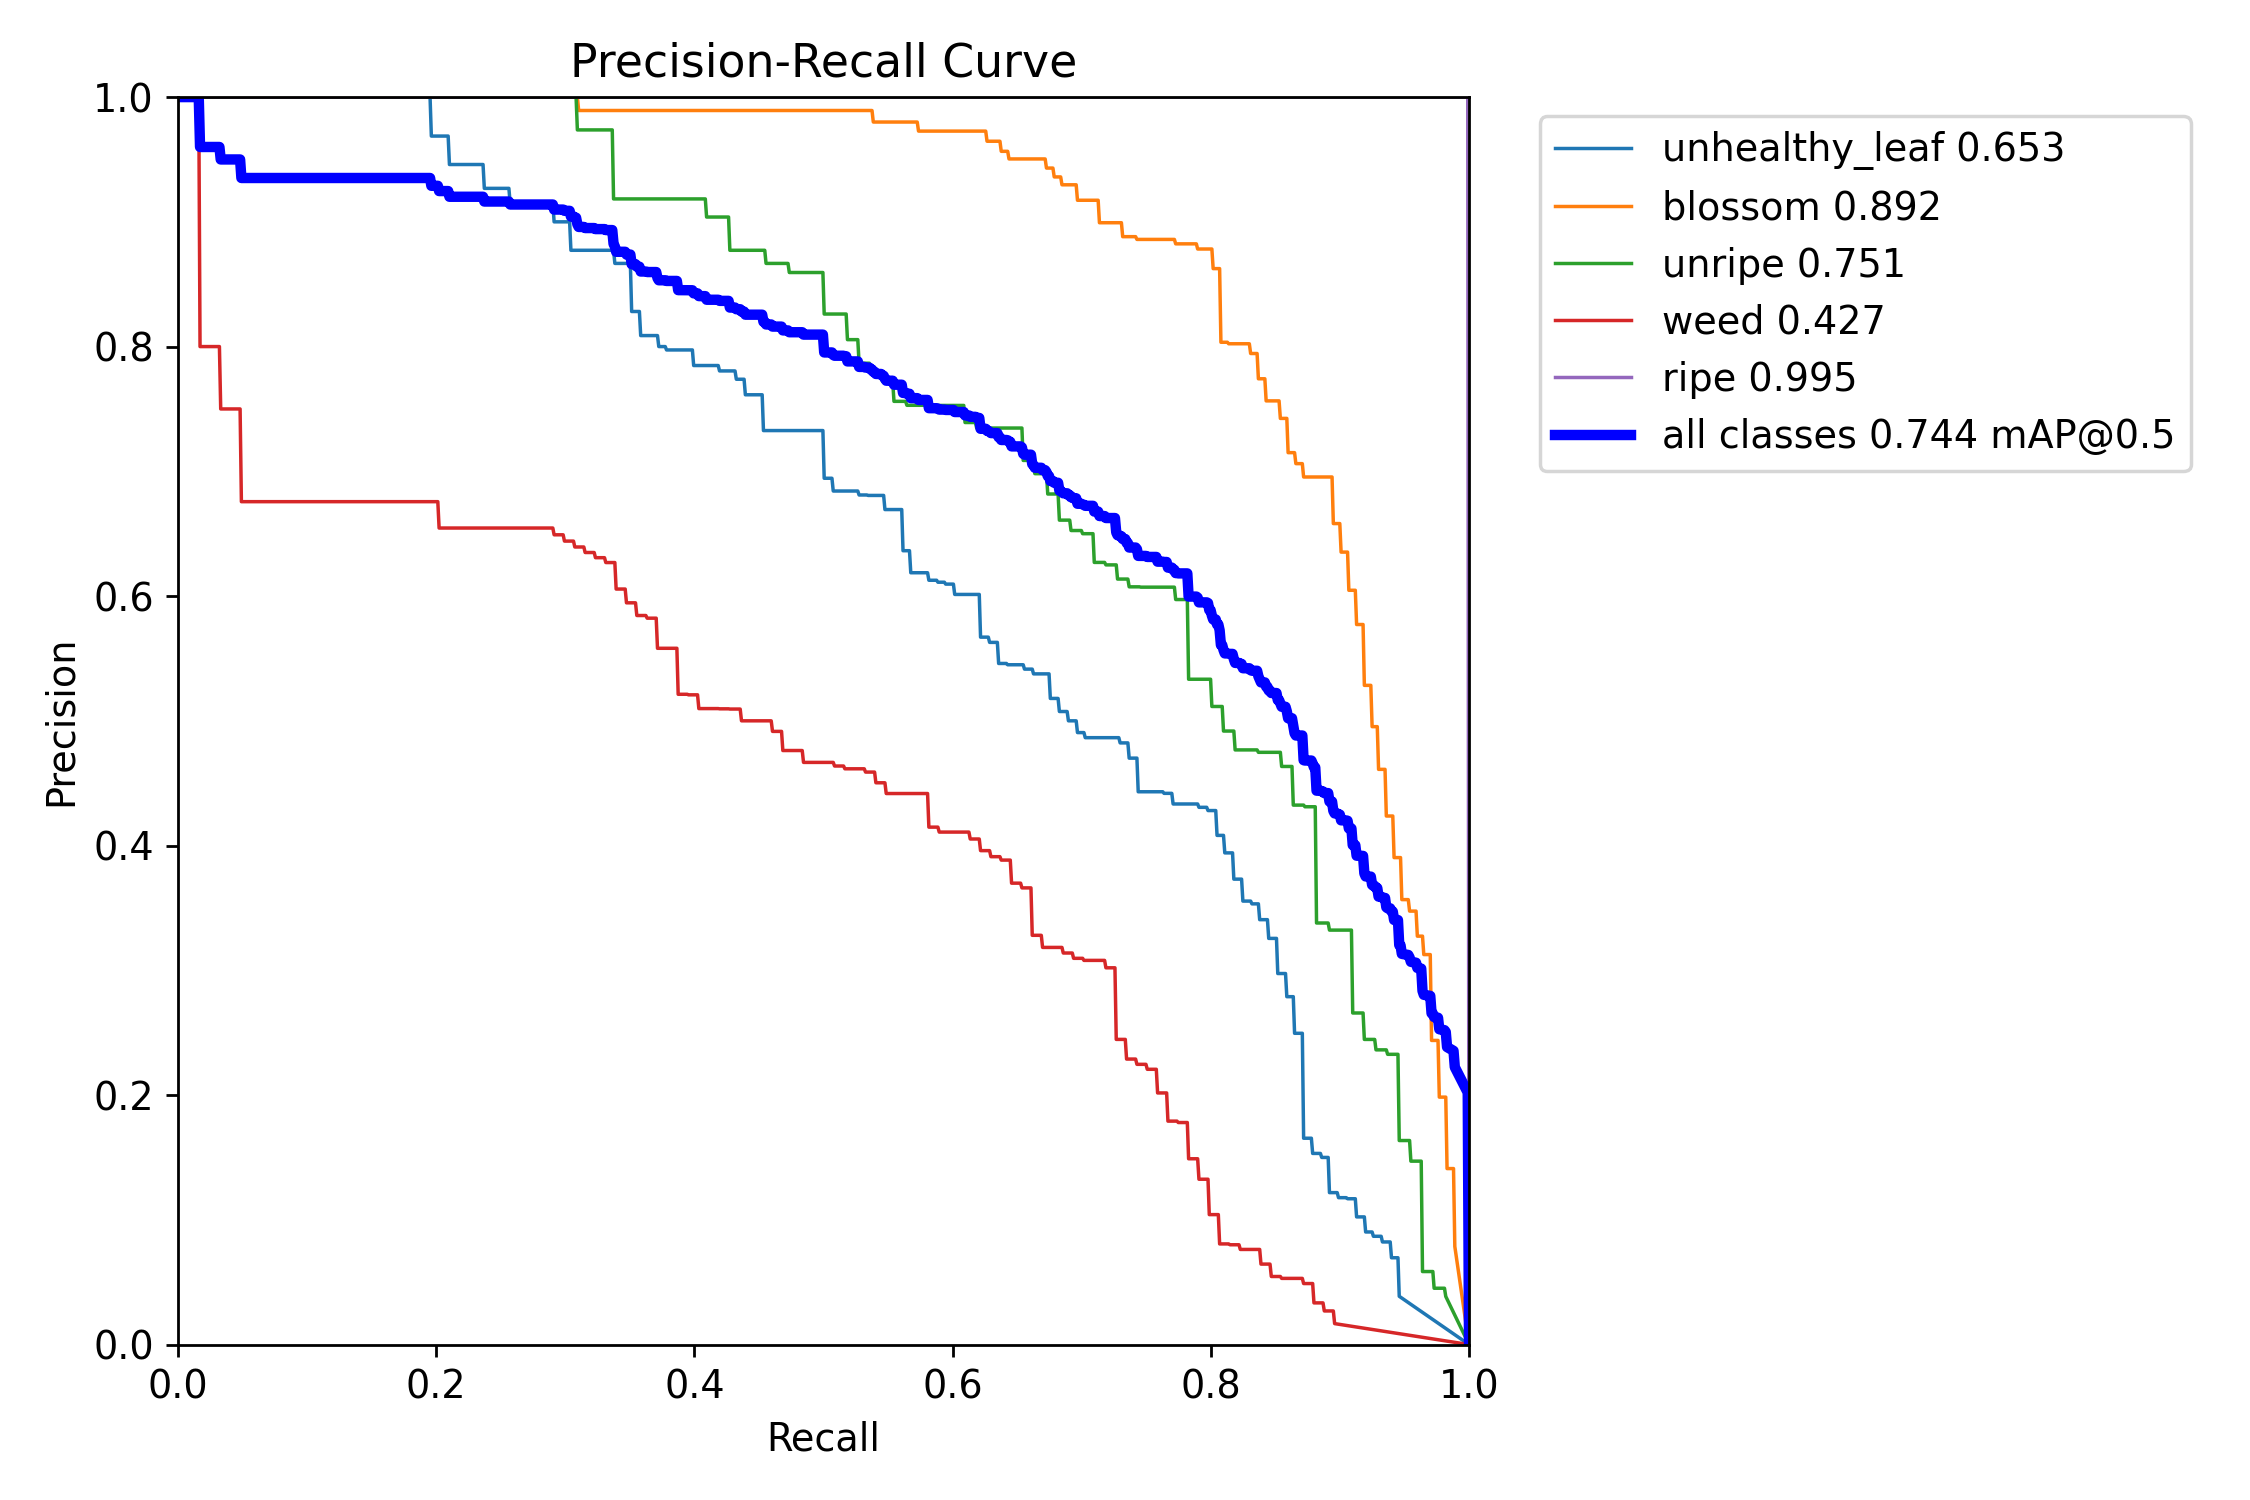 Precision-Recall Curve
1.0
0.8
0.6
0.4
0.2
0.0
Precision
0.0 0.2 0.4 0.6 0.8 1.0
Recall
unhealthy_leaf 0.653
blossom 0.892
unripe 0.751
weed 0.427
ripe 0.995
all classes 0.744 mAP@0.5